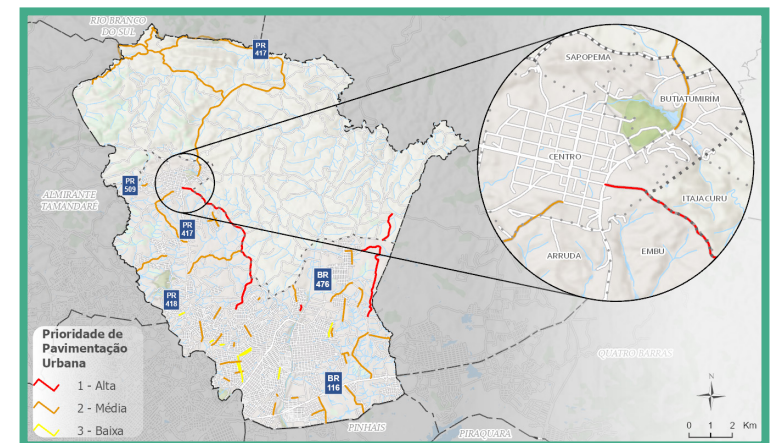 RIO BRANCO
DO SUL
PR
417
SAPOPEMA
BUTIATUMIRIM
CENTRO
ALMIRANTE
TAMANDARÉ
PR
509
ITAJACURU
PR
417
ARRUDA
EMBU
BR
476
PR
418
Prioridade de
Pavimentação
Urbana
1 - Alta
2 - Média
3 - Baixa
QUATRO BARRAS
BR
116
N
PINHAIS
PIRAQUARA
0 1 2 Km